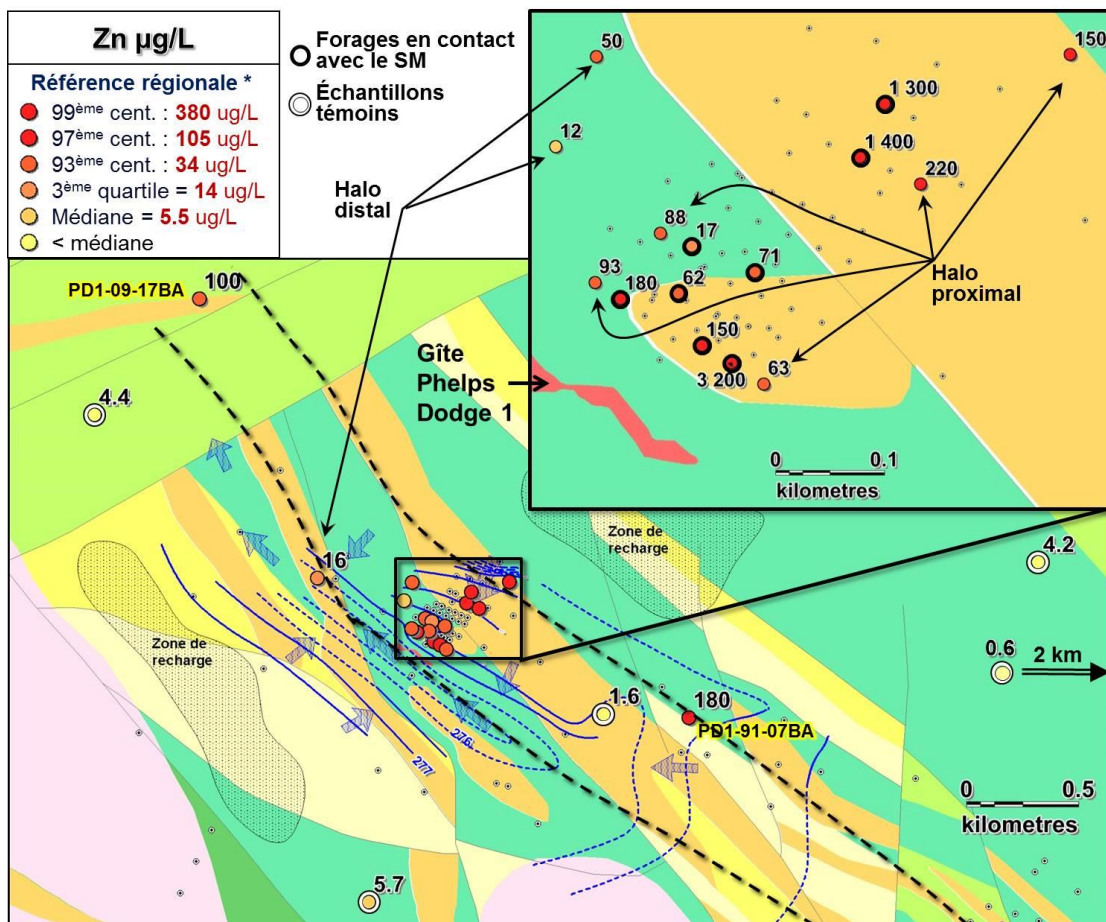 Zn µg/L
Référence régionale *
99ème cent. : 380 ug/L
97ème cent. : 105 ug/L
93ème cent. : 34 ug/L
3ème quartile = 14 ug/L
Médiane = 5.5 ug/L
< médiane
Forages en contact
avec le SM
Échantillons
témoins
50
12
Halo
distal
150
1 300
1 400
220
88
17
71
93
180
62
150
3 200
63
Halo
proximal
Gîte
Phelps
Dodge 1
0 0.1
kilometres
PD1-09-17BA
100
4.4
16
Zone de
recharge
Zone de
recharge
4.2
0.6
2 km
1.6
180
PD1-91-07BA
276
277
5.7
0 0.5
kilometres